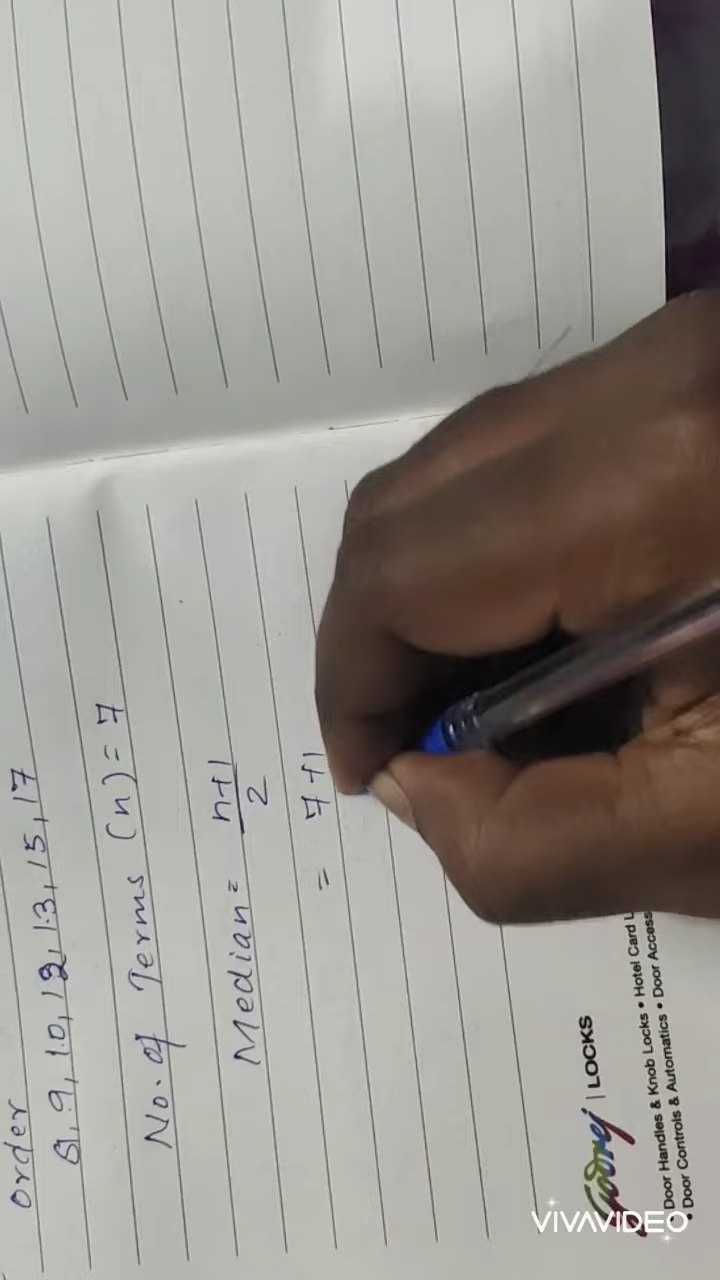 order
8, 9, 10, 12, 13, 15, 17
No. of Terms (n) = 7
Median = n+1
2
= 7+1
Godrej | LOCKS
Door Handles & Knob Locks • Hotel Card L
• Door Controls & Automatics • Door Access
VIVAVIDEO